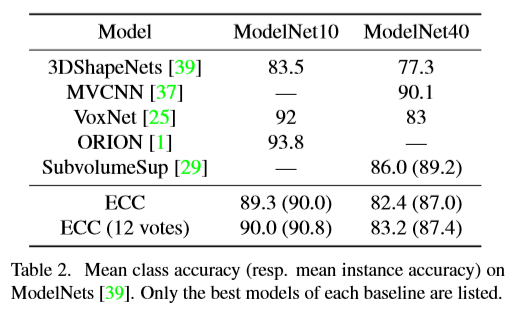 Model ModelNet10 ModelNet40
3DShapeNets [39] 83.5 77.3
MVCNN [37] — 90.1
VoxNet [25] 92 83
ORION [1] 93.8 —
SubvolumeSup [29] — 86.0 (89.2)
ECC 89.3 (90.0) 82.4 (87.0)
ECC (12 votes) 90.0 (90.8) 83.2 (87.4)
Table 2. Mean class accuracy (resp. mean instance accuracy) on
ModelNets [39]. Only the best models of each baseline are listed.